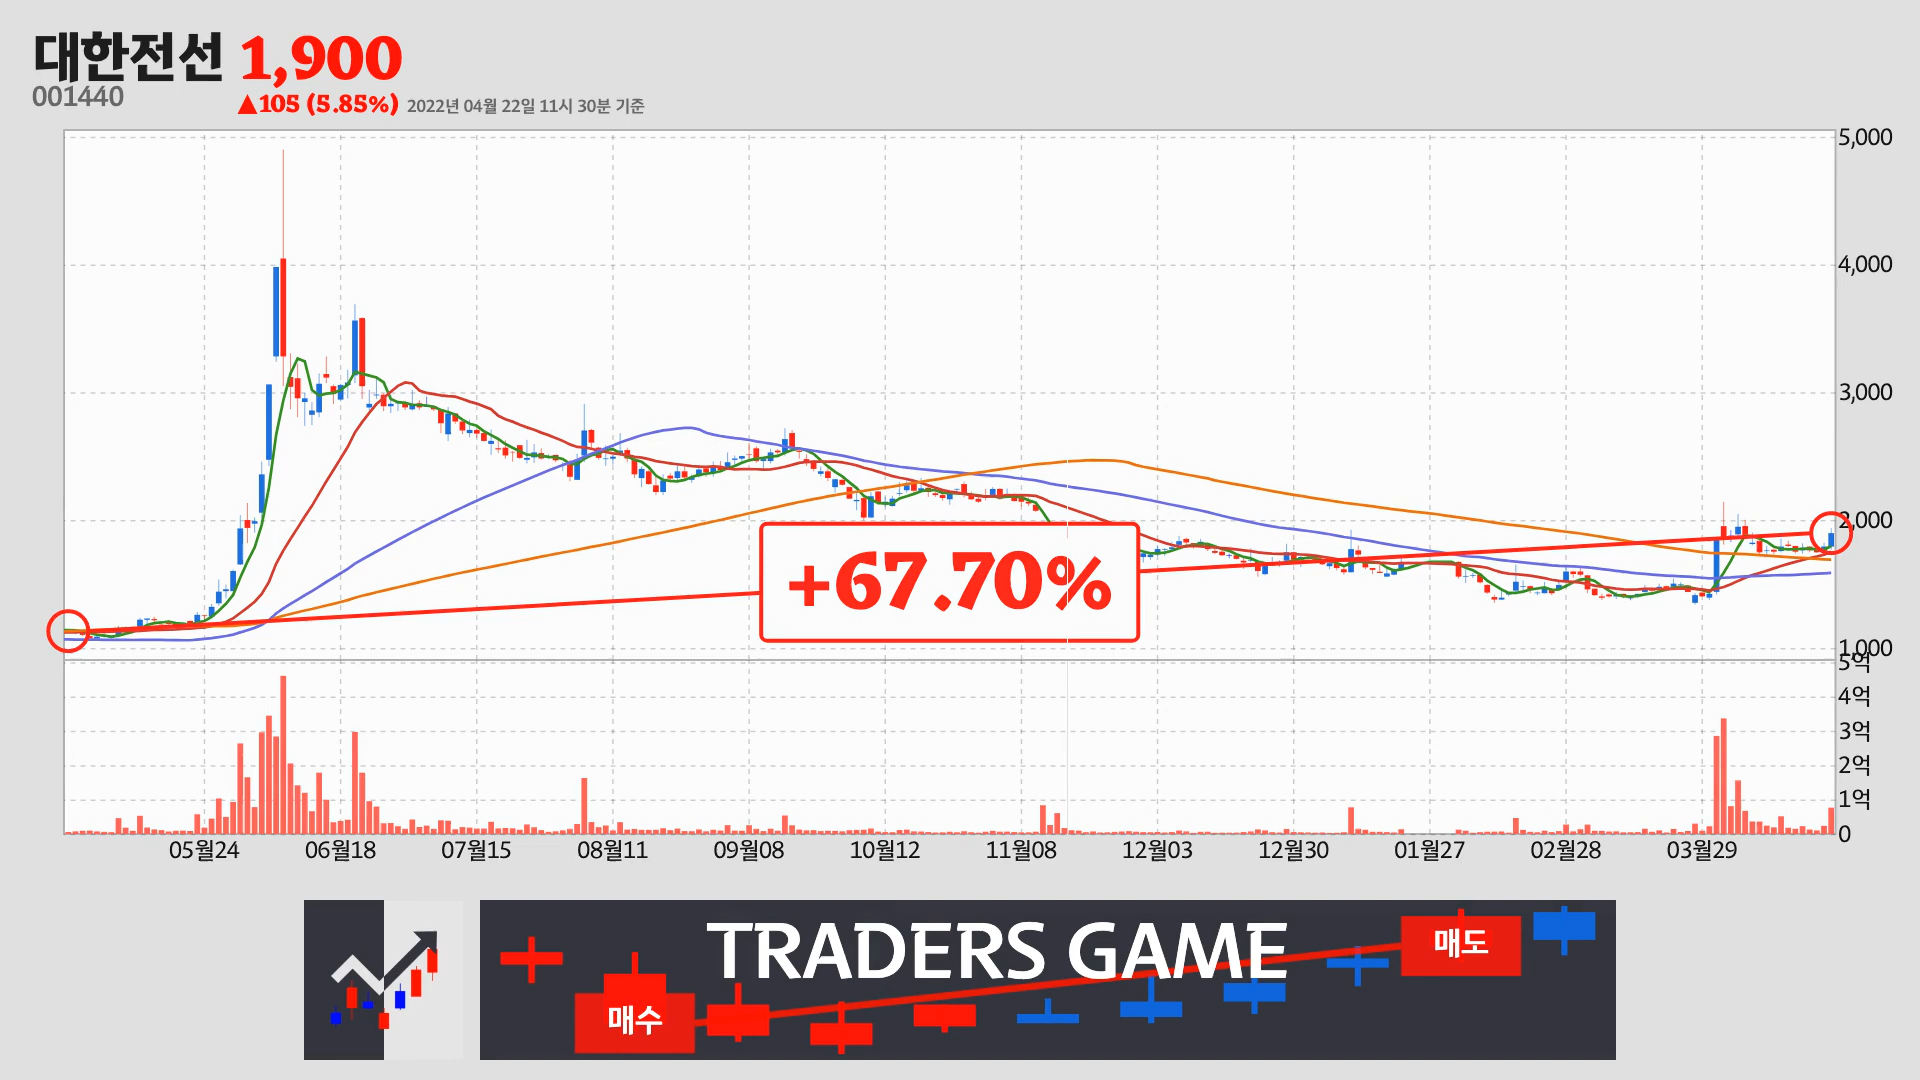 대한전선 1,900
001440
▲105 (5.85%) 2022년 04월 22일 11시 30분 기준
5,000
4,000
3,000
2,000
1,000
+67.70%
5억
4억
3억
2억
1억
0
05월24 06월18 07월15 08월11 09월08 10월12 11월08 12월03 12월30 01월27 02월28 03월29
TRADERS GAME
매수
매도